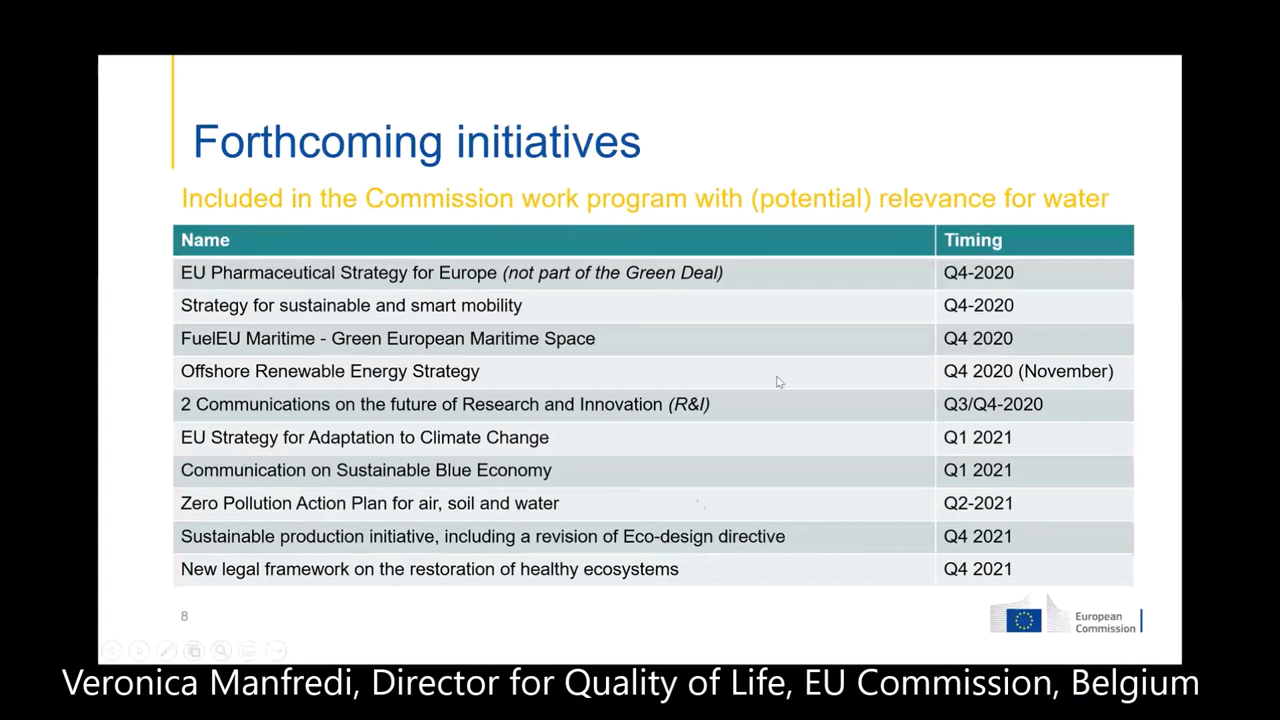 Forthcoming initiatives
Included in the Commission work program with (potential) relevance for water
Name Timing
EU Pharmaceutical Strategy for Europe (not part of the Green Deal) Q4-2020
Strategy for sustainable and smart mobility Q4-2020
FuelEU Maritime - Green European Maritime Space Q4 2020
Offshore Renewable Energy Strategy Q4 2020 (November)
2 Communications on the future of Research and Innovation (R&I) Q3/Q4-2020
EU Strategy for Adaptation to Climate Change Q1 2021
Communication on Sustainable Blue Economy Q1 2021
Zero Pollution Action Plan for air, soil and water Q2-2021
Sustainable production initiative, including a revision of Eco-design directive Q4 2021
New legal framework on the restoration of healthy ecosystems Q4 2021
8
European
Commission
Veronica Manfredi, Director for Quality of Life, EU Commission, Belgium